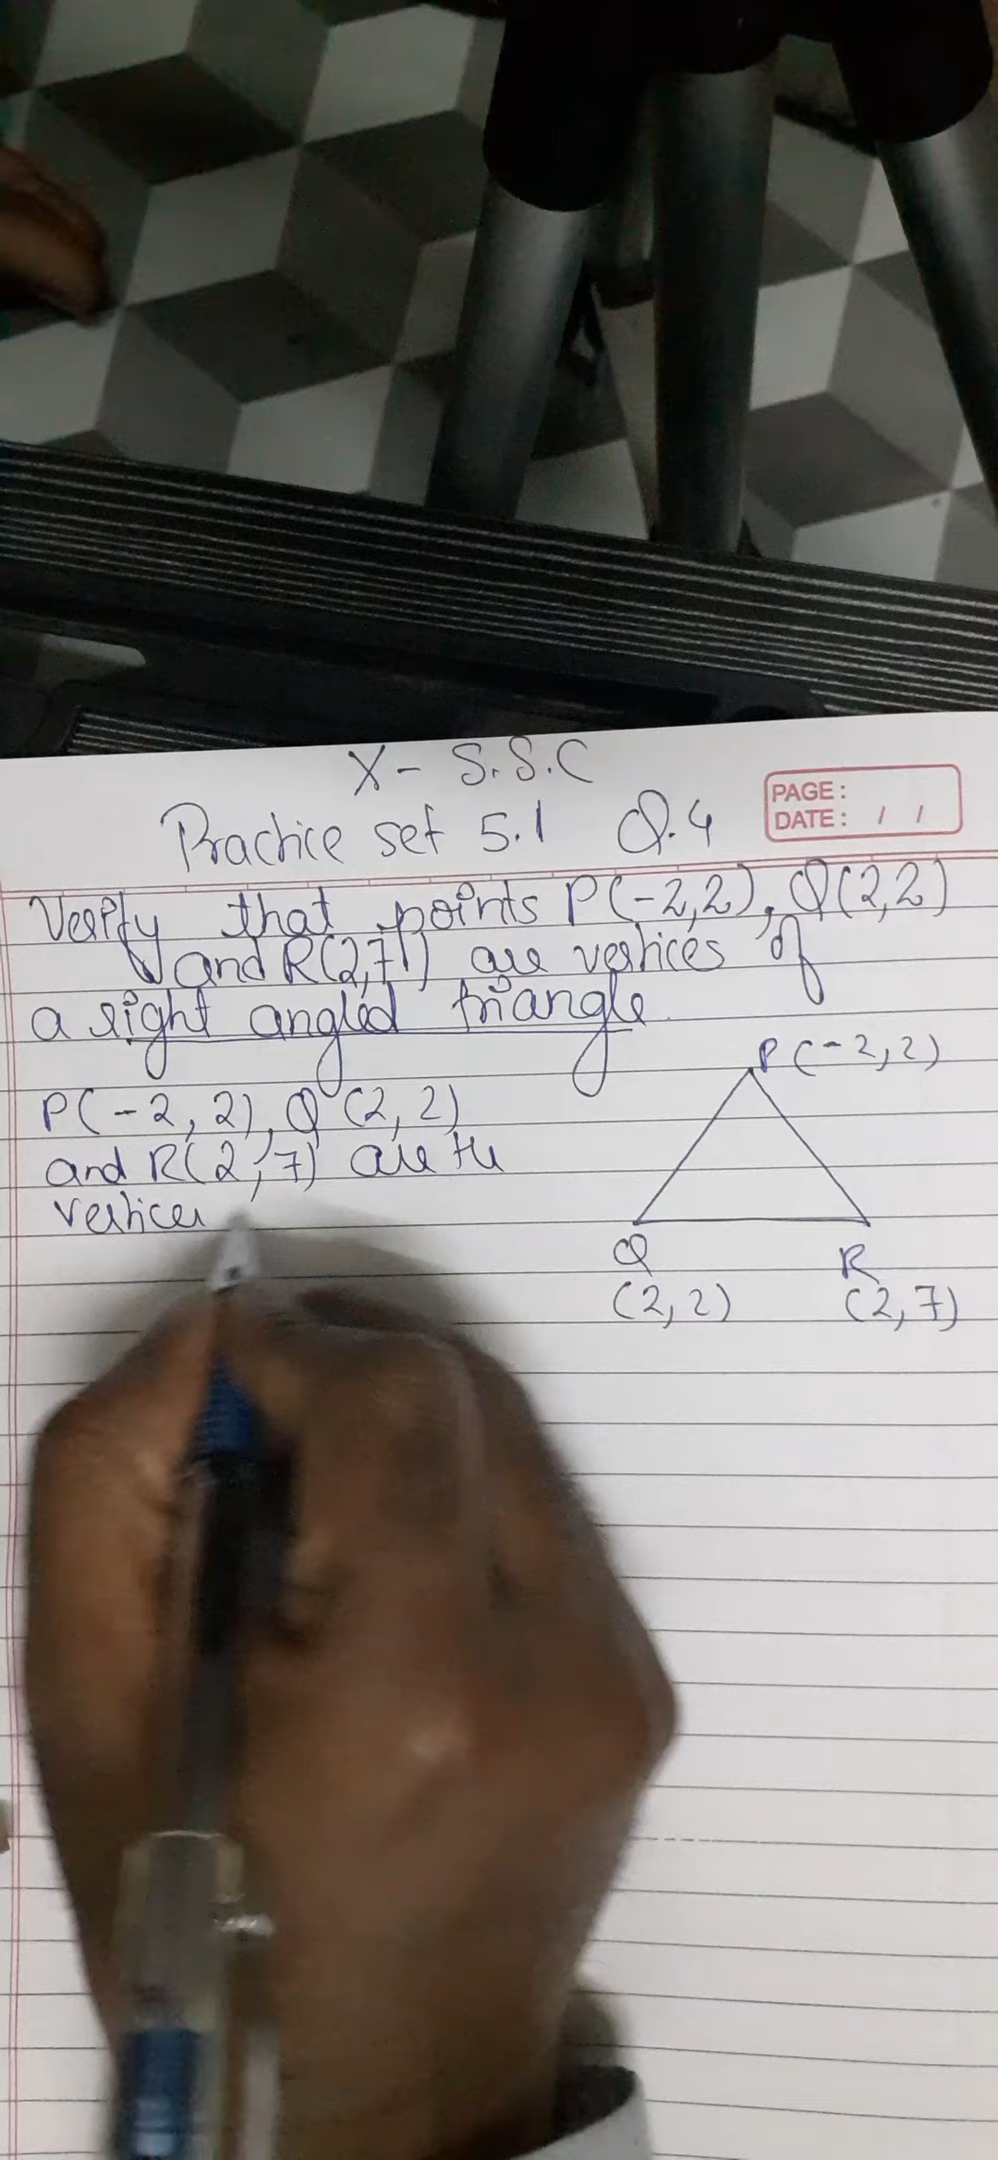 X - S.S.C
Practice set 5.1 Q.4
PAGE:
DATE: / /
Verify that points P(-2,2), Q(2,2)
and R(2,7) are vertices of
a right angled triangle.
P(-2,2)
P(-2, 2), Q (2, 2)
and R(2, 7) are the
vertices
Q
R
(2,2)
(2,7)